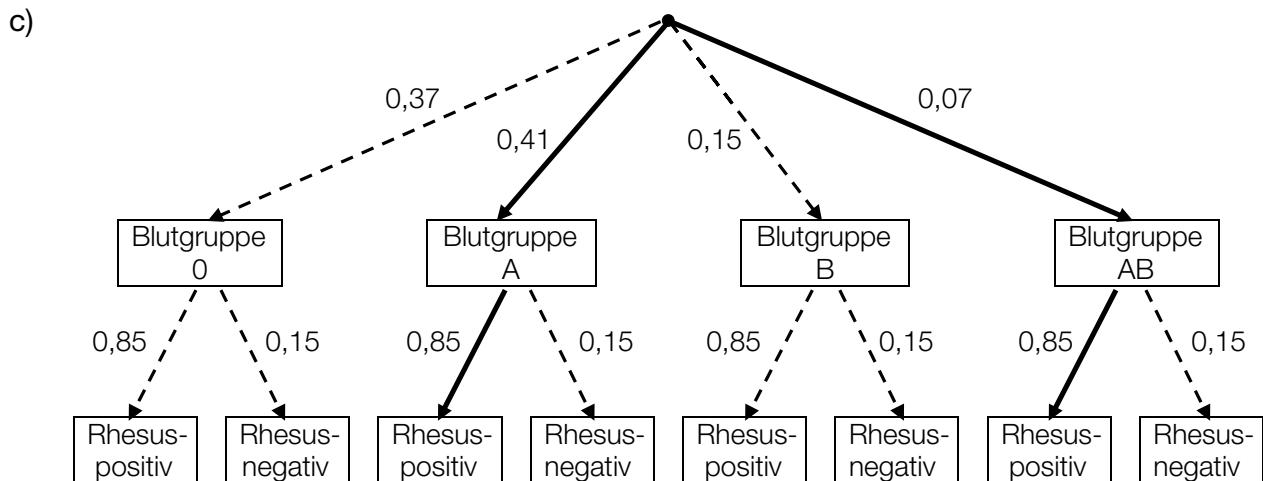 c)
0,37
0,41
0,15
0,07
Blutgruppe
0
Blutgruppe
A
Blutgruppe
B
Blutgruppe
AB
0,85
0,15
0,85
0,15
0,85
0,15
0,85
0,15
Rhesus-
positiv
Rhesus-
negativ
Rhesus-
positiv
Rhesus-
negativ
Rhesus-
positiv
Rhesus-
negativ
Rhesus-
positiv
Rhesus-
negativ